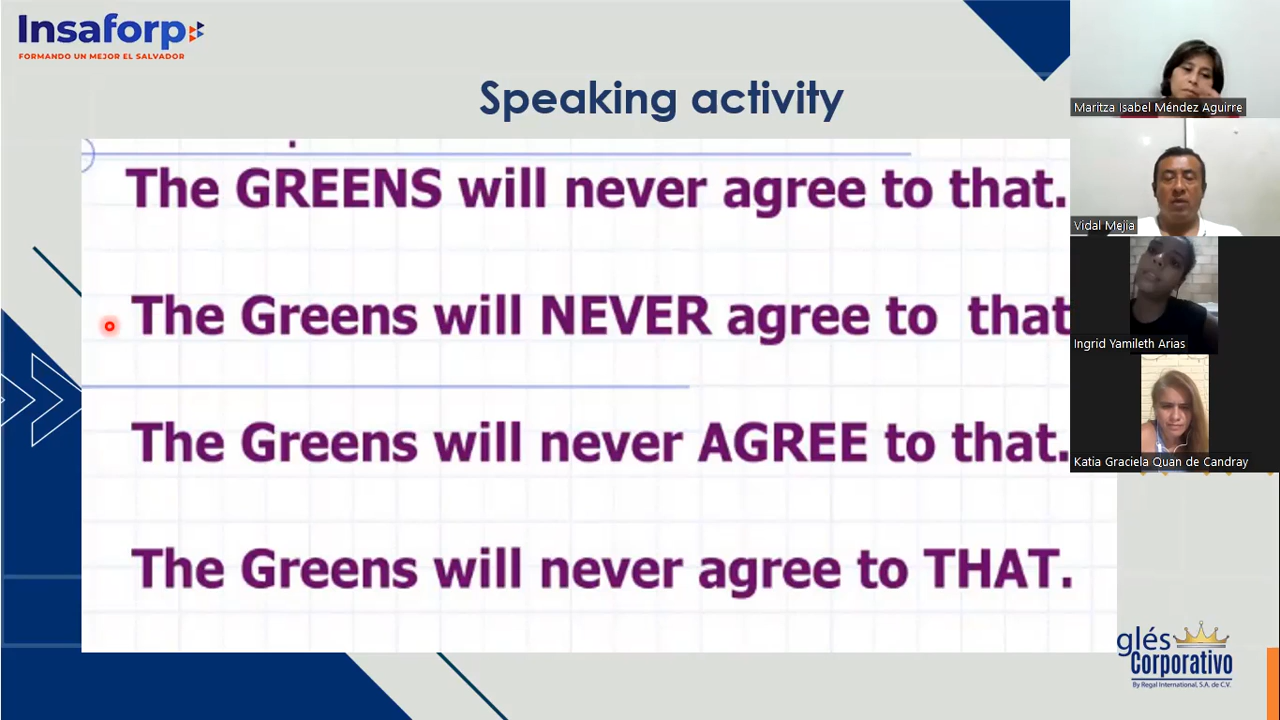 Insaforp
FORMANDO UN MEJOR EL SALVADOR
Speaking activity
The GREENS will never agree to that.
The Greens will NEVER agree to that
The Greens will never AGREE to that.
The Greens will never agree to THAT.
Maritza Isabel Méndez Aguirre
Vidal Mejia
Ingrid Yamileth Arias
Katia Graciela Quan de Candray
glés
Corporativo
By Regal International, S.A. de C.V.